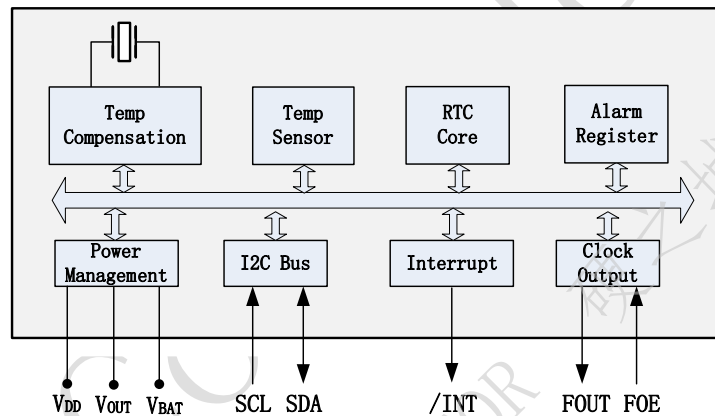 Temp
Compensation
Temp
Sensor
RTC
Core
Alarm
Register
Power
Management
I2C Bus
Interrupt
Clock
Output
VDD VOUT VBAT SCL SDA /INT FOUT FOE